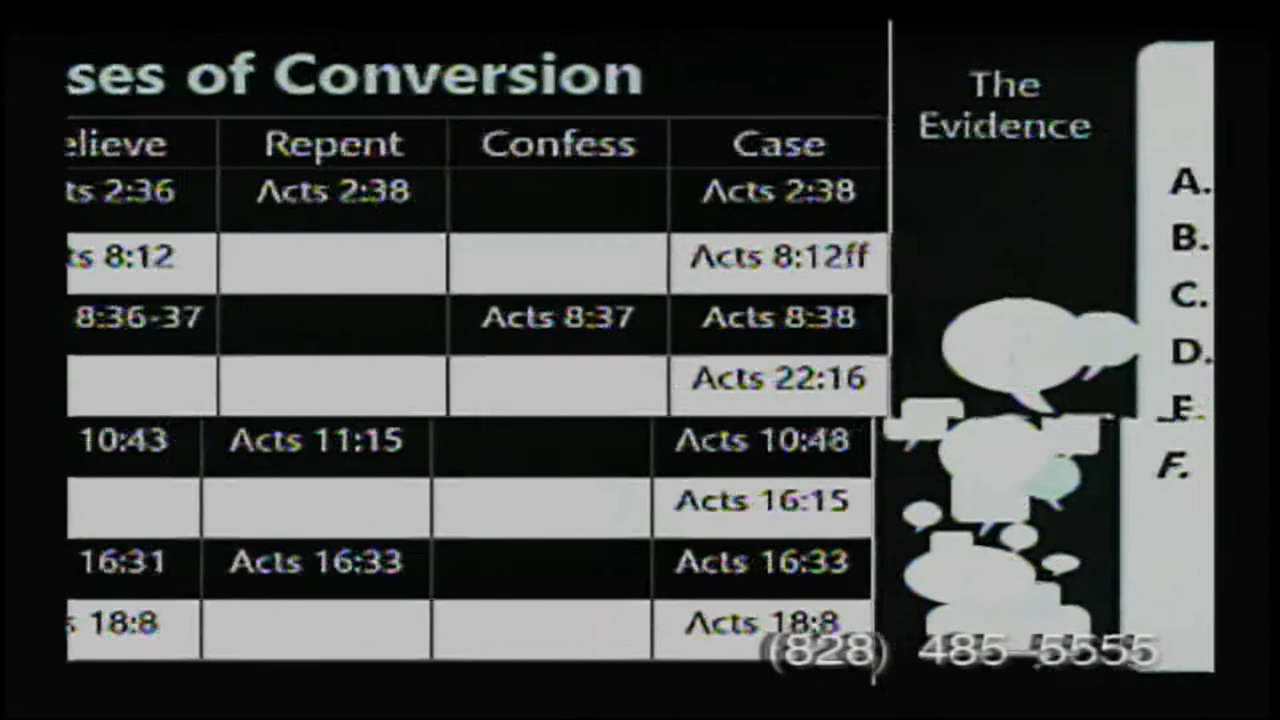 ses of Conversion
The
Evidence
elieve Repent Confess Case
ts 2:36 Acts 2:38 Acts 2:38
ts 8:12 Acts 8:12ff
8:36-37 Acts 8:37 Acts 8:38
Acts 22:16
10:43 Acts 11:15 Acts 10:48
Acts 16:15
16:31 Acts 16:33 Acts 16:33
s 18:8 Acts 18:8
A.
B.
C.
D.
E.
F.
(828) 485-5555